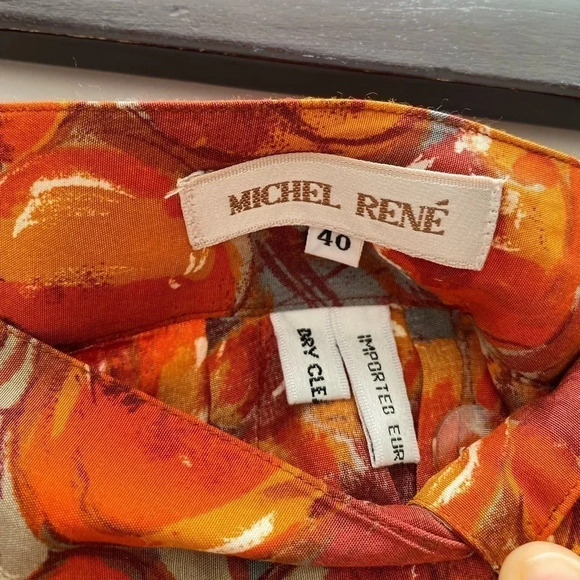 MICHEL RENÉ
40
DRY CLE
IMPORTED EUR